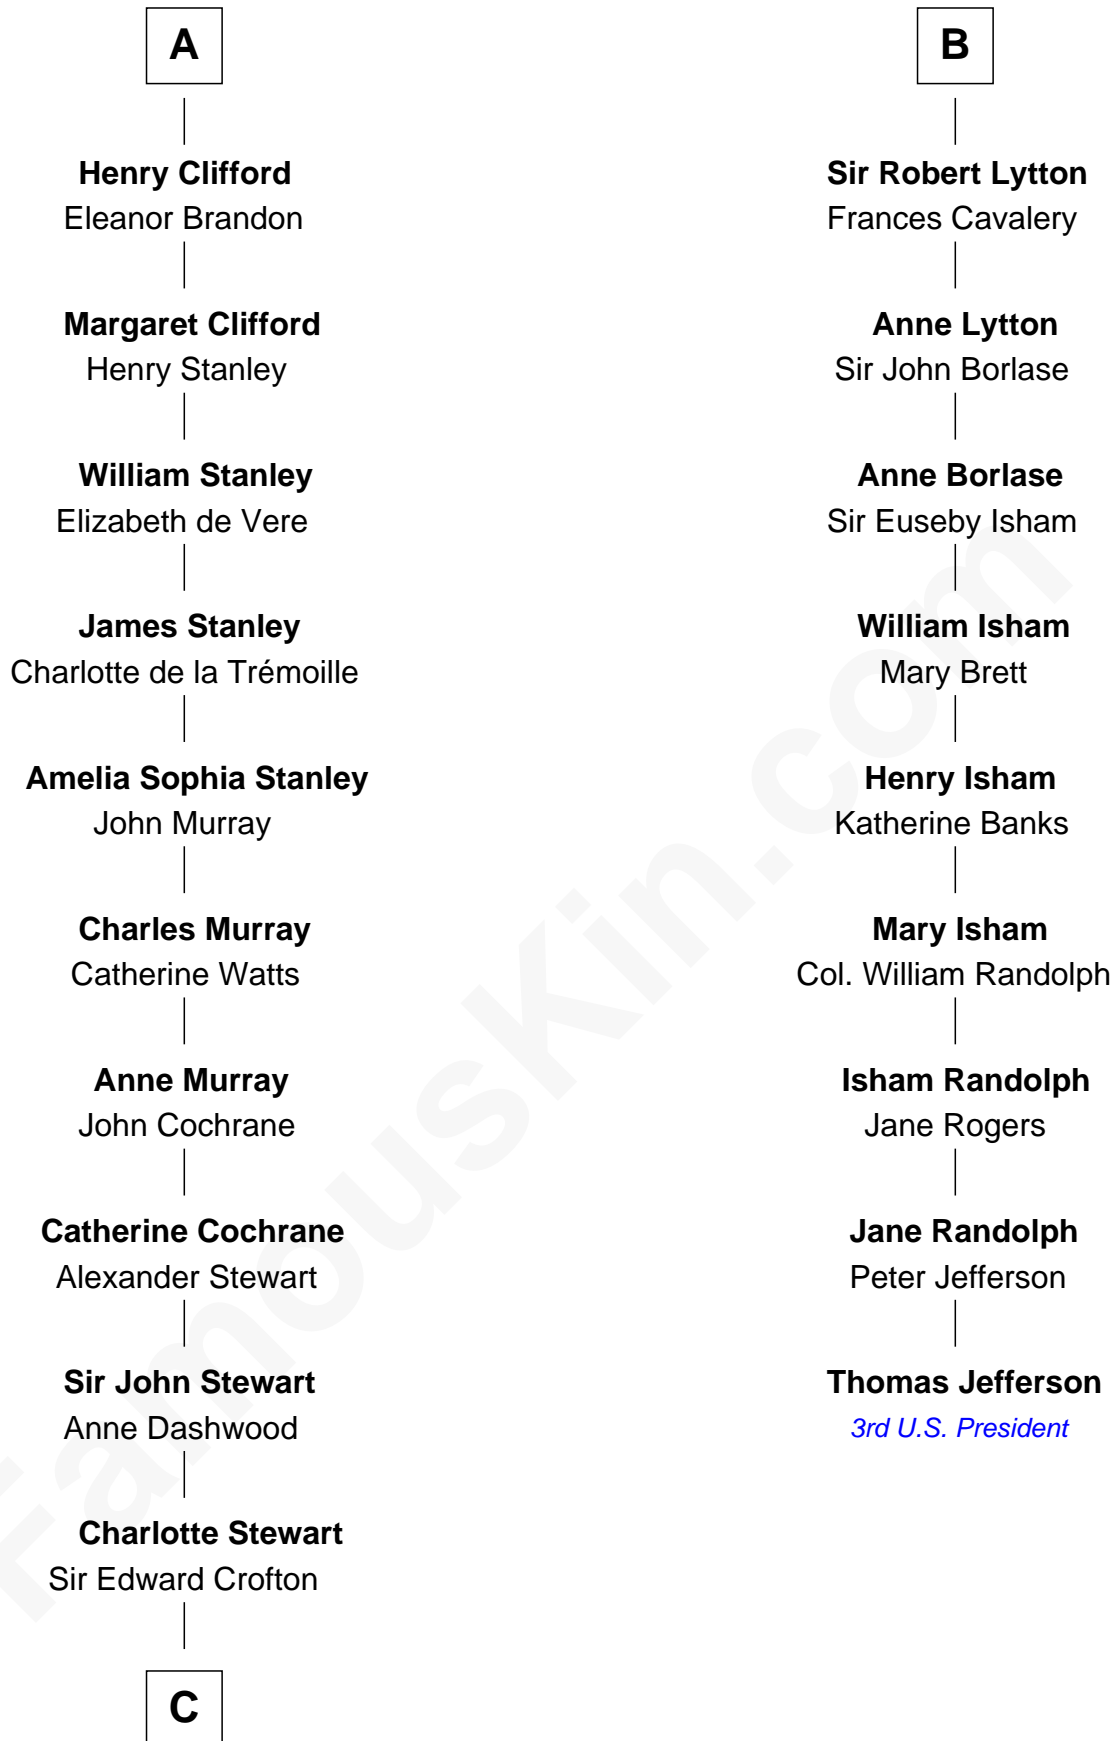 A
Henry Clifford
Eleanor Brandon
Margaret Clifford
Henry Stanley
William Stanley
Elizabeth de Vere
James Stanley
Charlotte de la Trémoille
Amelia Sophia Stanley
John Murray
Charles Murray
Catherine Watts
Anne Murray
John Cochrane
Catherine Cochrane
Alexander Stewart
Sir John Stewart
Anne Dashwood
Charlotte Stewart
Sir Edward Crofton
C
B
Sir Robert Lytton
Frances Cavalery
Anne Lytton
Sir John Borlase
Anne Borlase
Sir Euseby Isham
William Isham
Mary Brett
Henry Isham
Katherine Banks
Mary Isham
Col. William Randolph
Isham Randolph
Jane Rogers
Jane Randolph
Peter Jefferson
Thomas Jefferson
3rd U.S. President
FamousKin.com